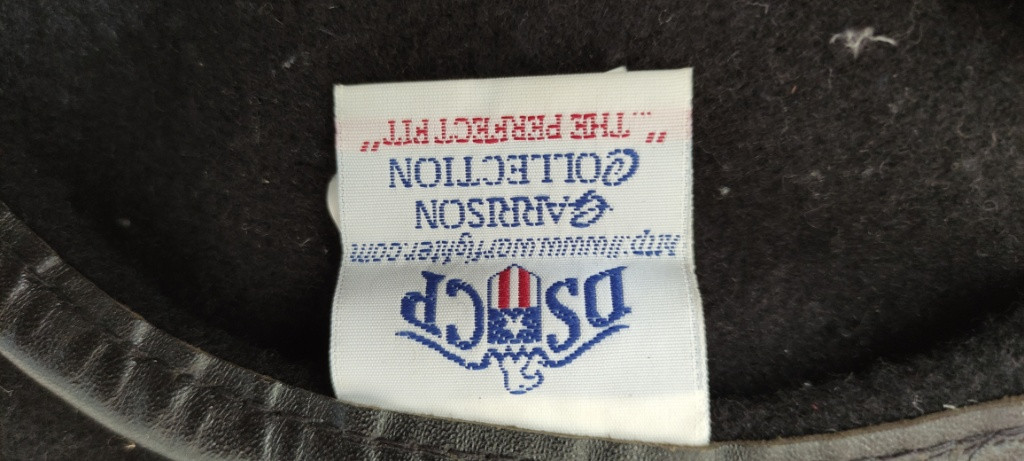 DSCP
http://www.warfighter.com
GARRISON
COLLECTION
"...THE PERFECT FIT"